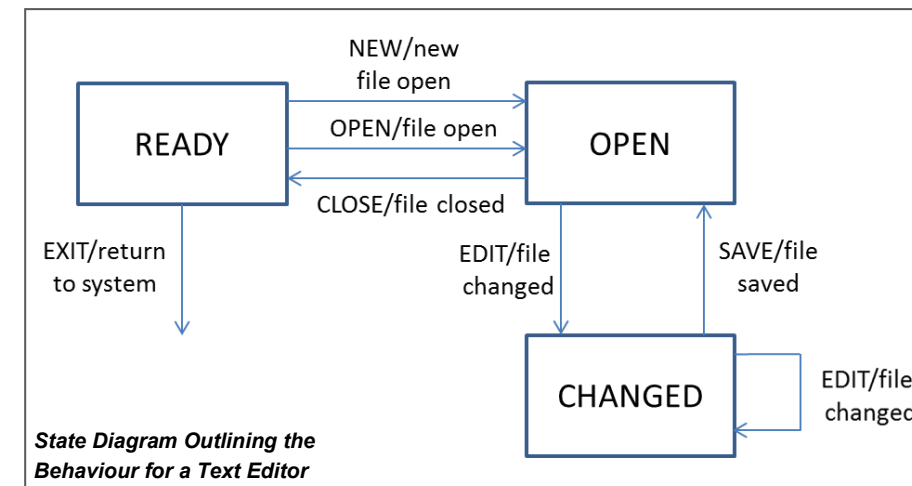 NEW/new
file open
READY
OPEN/file open
OPEN
CLOSE/file closed
EXIT/return
to system
EDIT/file
changed
SAVE/file
saved
CHANGED
EDIT/file
changed
State Diagram Outlining the
Behaviour for a Text Editor